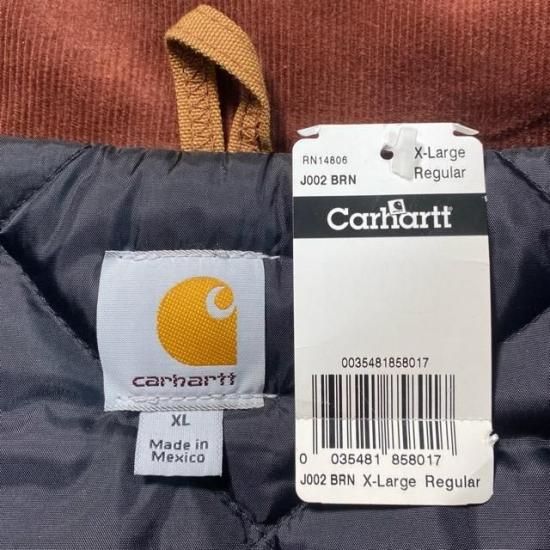 RN14806
X-Large
J002 BRN
Regular
Carhartt
0035481858017
carhartt
XL
Made in
Mexico
0 035481 858017
J002 BRN X-Large Regular